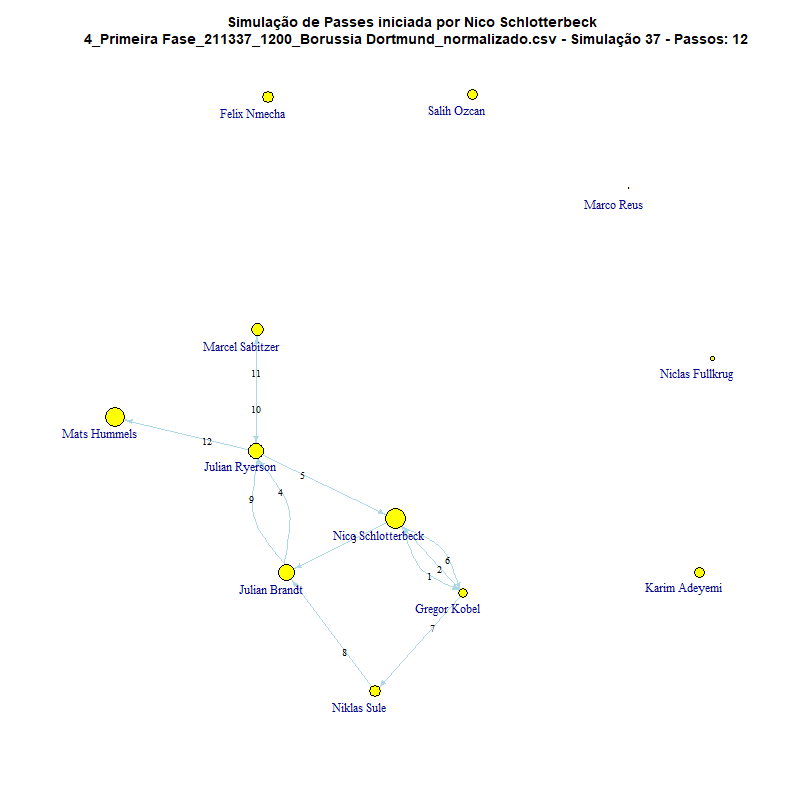 Simulação de Passes iniciada por Nico Schlotterbeck
4_Primeira Fase_211337_1200_Borussia Dortmund_normalizado.csv - Simulação 37 - Passos: 12
Felix Nmecha
Salih Ozcan
Marco Reus
Marcel Sabitzer
Niclas Fullkrug
11
10
Mats Hummels
12
Julian Ryerson
5
4
9
Nico Schlotterbeck
3
6
2
1
Julian Brandt
Karim Adeyemi
Gregor Kobel
7
8
Niklas Sule